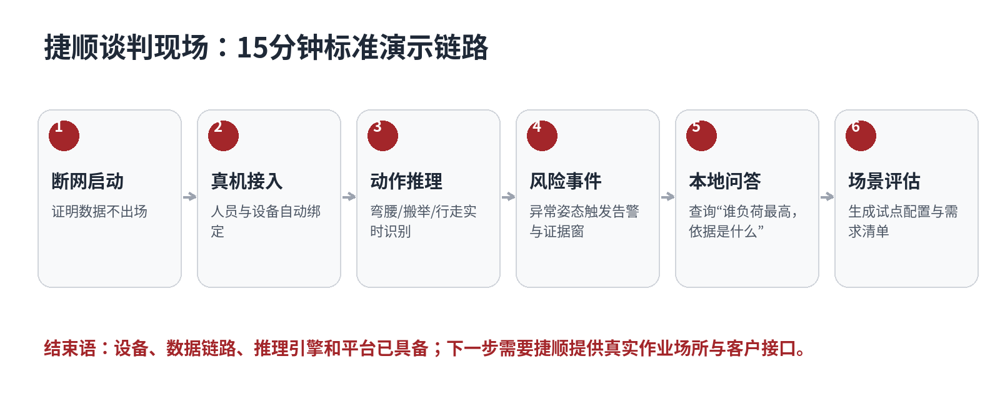 捷顺谈判现场：15分钟标准演示链路
1
断网启动
证明数据不出场
2
真机接入
人员与设备自动绑
定
3
动作推理
弯腰/搬举/行走实
时识别
4
风险事件
异常姿态触发告警
与证据窗
5
本地问答
查询“谁负荷最高，
依据是什么”
6
场景评估
生成试点配置与需
求清单
结束语：设备、数据链路、推理引擎和平台已具备；下一步需要捷顺提供真实作业场所与客户接口。